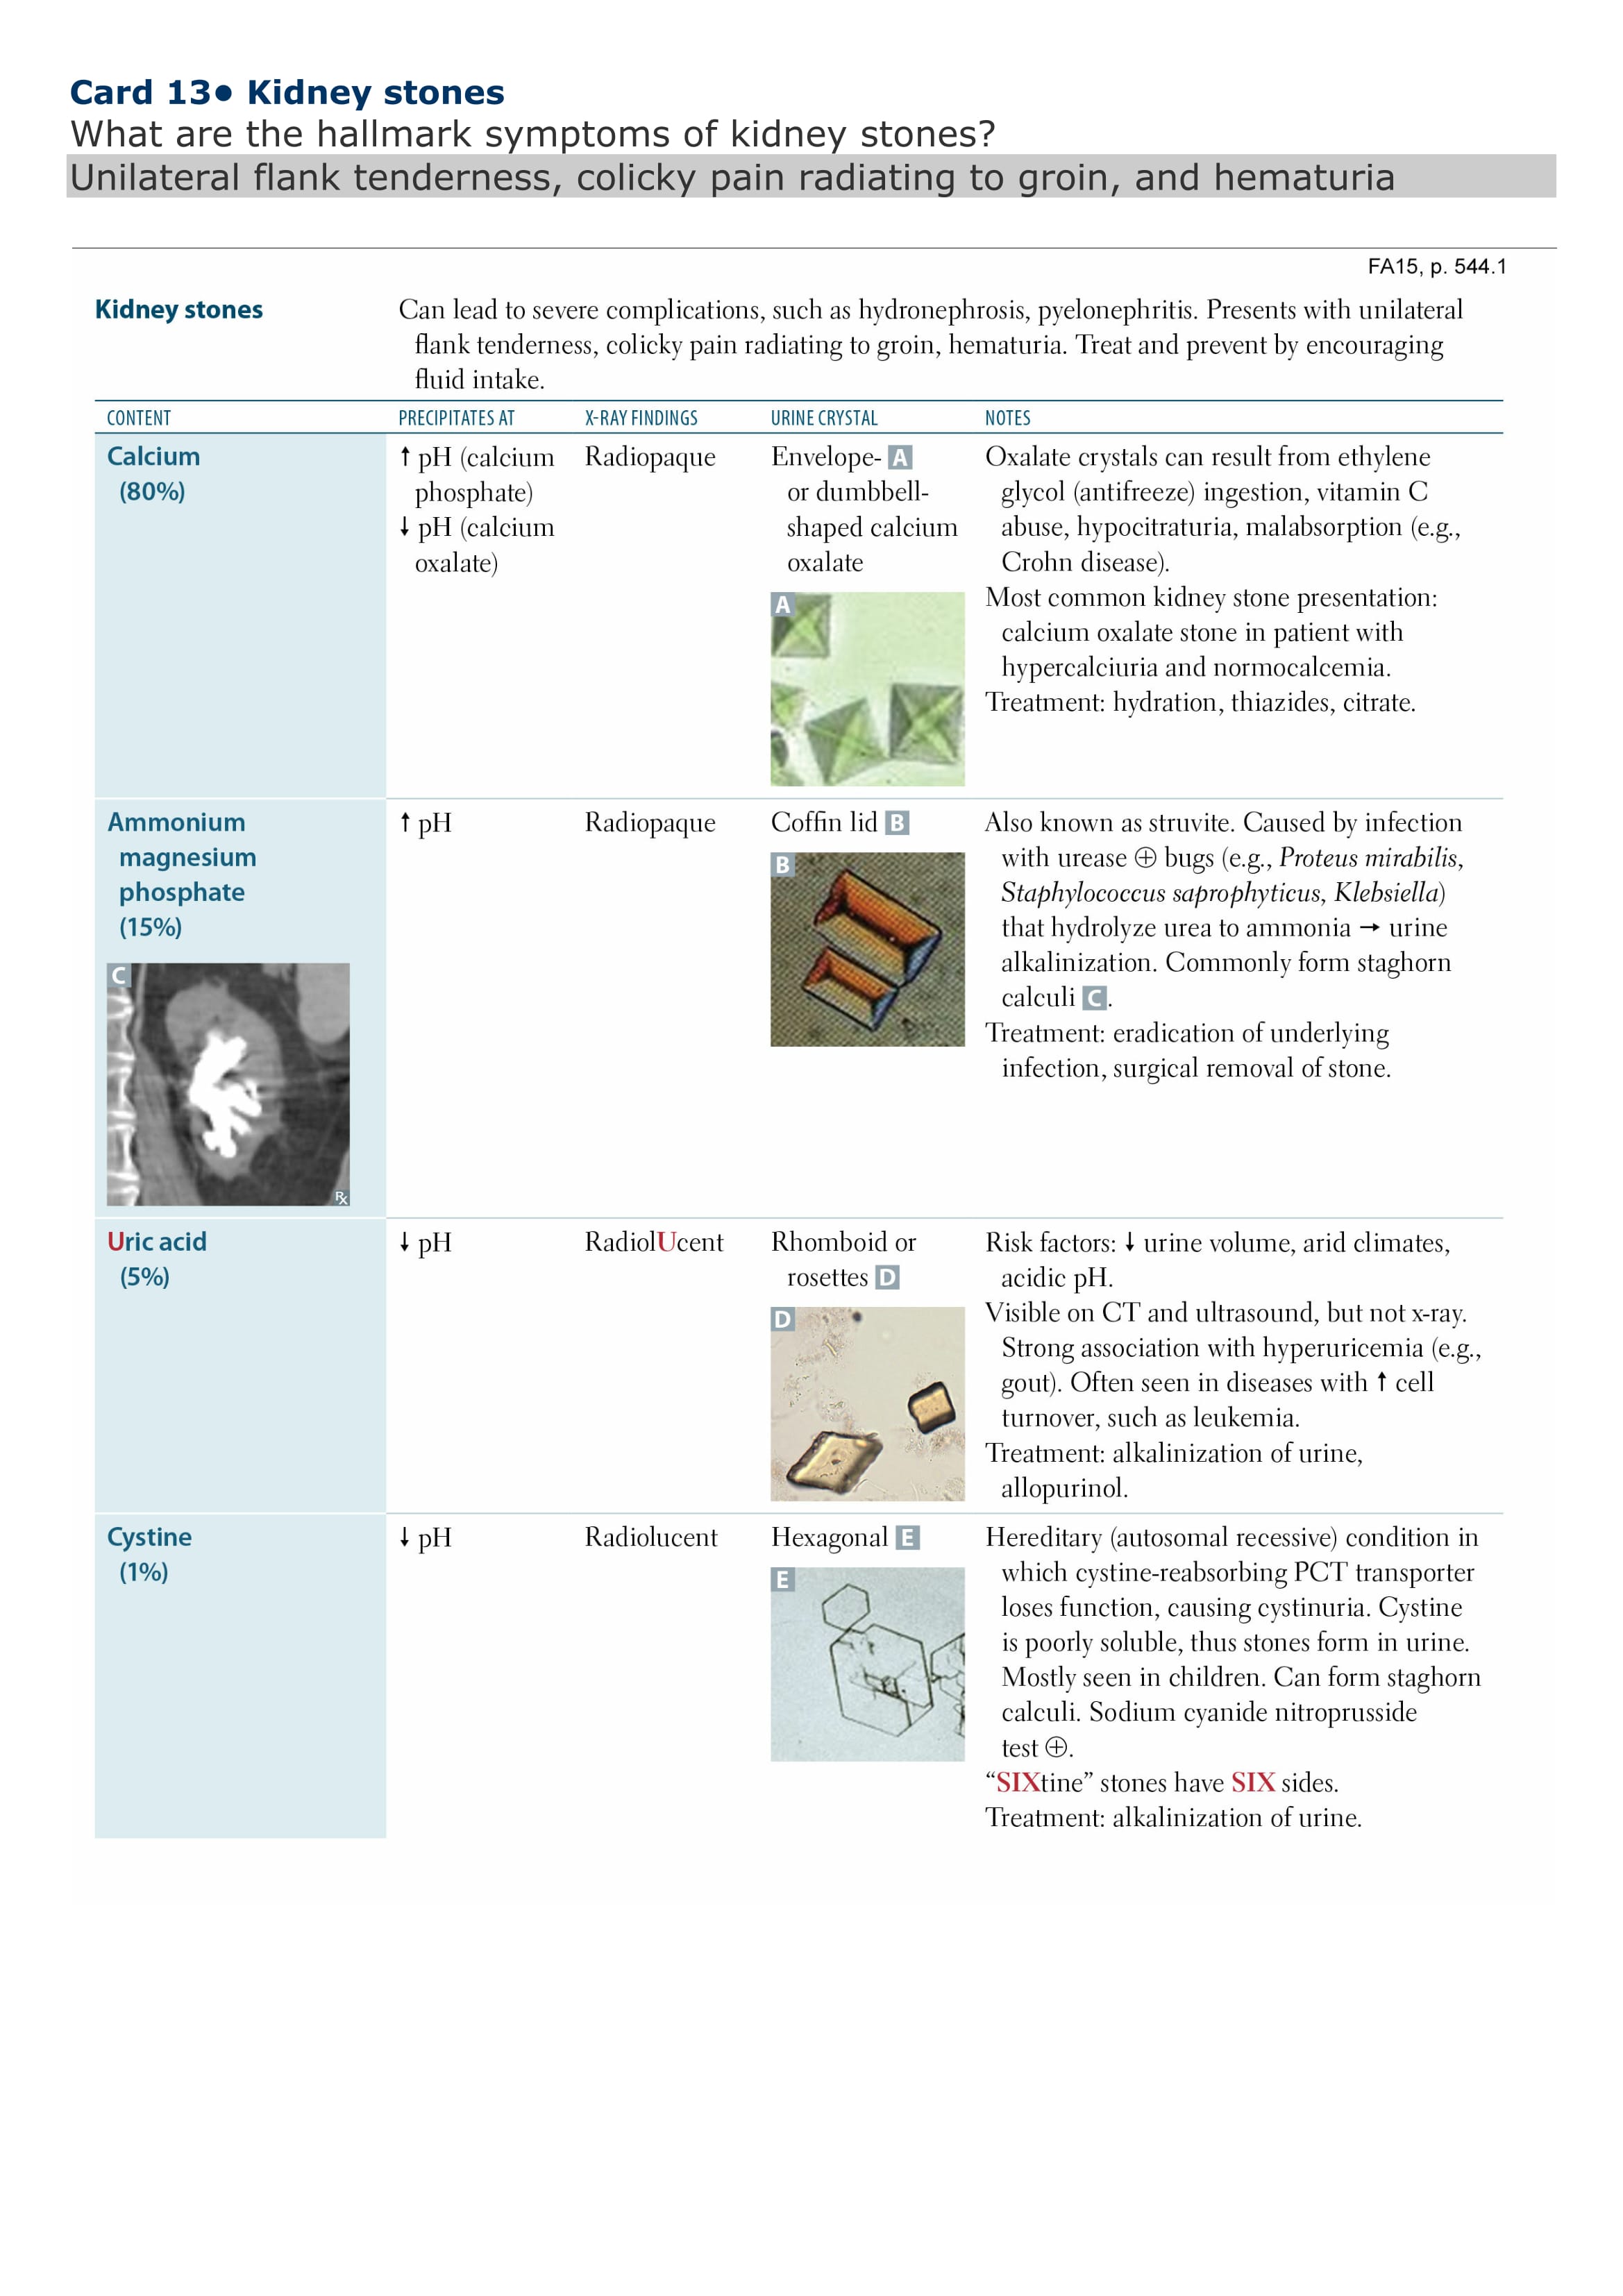 Card 13• Kidney stones
What are the hallmark symptoms of kidney stones?
Unilateral flank tenderness, colicky pain radiating to groin, and hematuria
FA15, p. 544.1
Kidney stones
Can lead to severe complications, such as hydronephrosis, pyelonephritis. Presents with unilateral
flank tenderness, colicky pain radiating to groin, hematuria. Treat and prevent by encouraging
fluid intake.
CONTENT PRECIPITATES AT X-RAY FINDINGS URINE CRYSTAL NOTES
Calcium
(80%)
↑ pH (calcium
phosphate)
↓ pH (calcium
oxalate)
Radiopaque
Envelope- A
or dumbbell-
shaped calcium
oxalate
A
Oxalate crystals can result from ethylene
glycol (antifreeze) ingestion, vitamin C
abuse, hypocitraturia, malabsorption (e.g.,
Crohn disease).
Most common kidney stone presentation:
calcium oxalate stone in patient with
hypercalciuria and normocalcemia.
Treatment: hydration, thiazides, citrate.
Ammonium
magnesium
phosphate
(15%)
C
℞
↑ pH
Radiopaque
Coffin lid B
B
Also known as struvite. Caused by infection
with urease ⊕ bugs (e.g., Proteus mirabilis,
Staphylococcus saprophyticus, Klebsiella)
that hydrolyze urea to ammonia → urine
alkalinization. Commonly form staghorn
calculi C.
Treatment: eradication of underlying
infection, surgical removal of stone.
Uric acid
(5%)
↓ pH
RadiolUcent
Rhomboid or
rosettes D
D
Risk factors: ↓ urine volume, arid climates,
acidic pH.
Visible on CT and ultrasound, but not x-ray.
Strong association with hyperuricemia (e.g.,
gout). Often seen in diseases with ↑ cell
turnover, such as leukemia.
Treatment: alkalinization of urine,
allopurinol.
Cystine
(1%)
↓ pH
Radiolucent
Hexagonal E
E
Hereditary (autosomal recessive) condition in
which cystine-reabsorbing PCT transporter
loses function, causing cystinuria. Cystine
is poorly soluble, thus stones form in urine.
Mostly seen in children. Can form staghorn
calculi. Sodium cyanide nitroprusside
test ⊕.
“SIXtine” stones have SIX sides.
Treatment: alkalinization of urine.